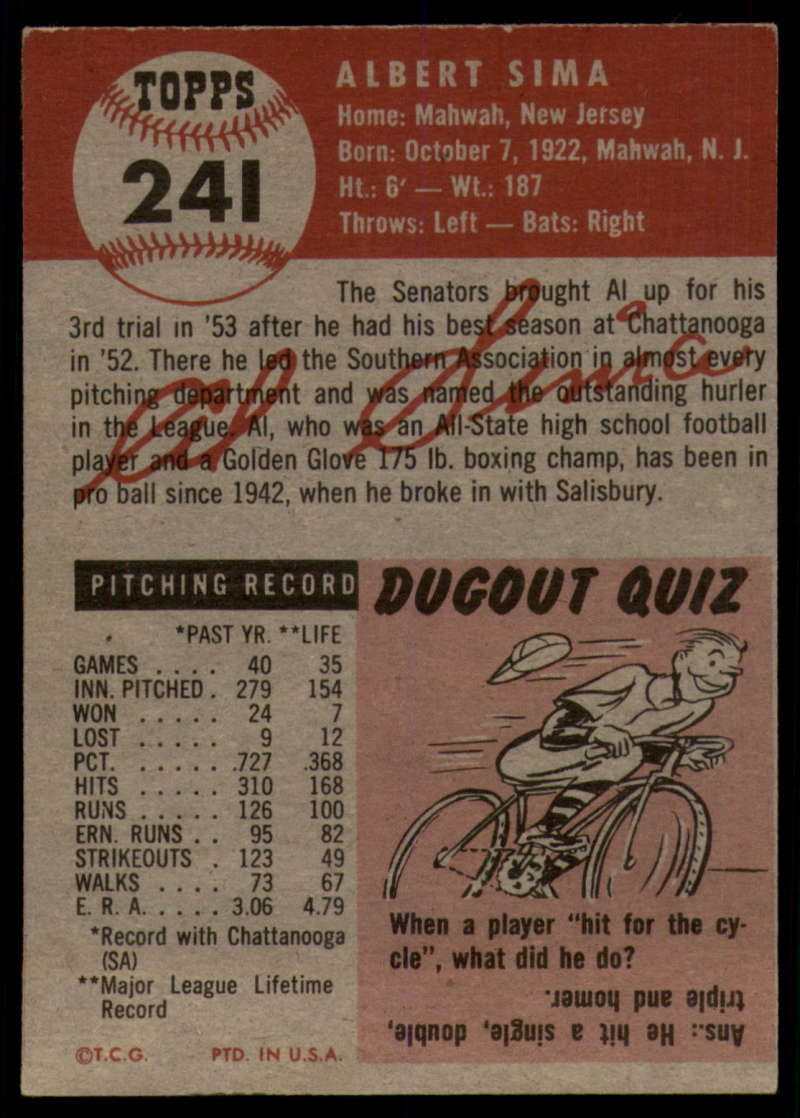 TOPPS
241
ALBERT SIMA
Home: Mahwah, New Jersey
Born: October 7, 1922, Mahwah, N. J.
Ht.: 6' — Wt.: 187
Throws: Left — Bats: Right
The Senators brought Al up for his
3rd trial in '53 after he had his best season at Chattanooga
in '52. There he led the Southern Association in almost every
pitching department and was named the outstanding hurler
in the League. Al, who was an All-State high school football
player and a Golden Glove 175 lb. boxing champ, has been in
pro ball since 1942, when he broke in with Salisbury.
Al Sima
PITCHING RECORD
*PAST YR. **LIFE
GAMES . . . . 40 35
INN. PITCHED . 279 154
WON . . . . . 24 7
LOST . . . . . 9 12
PCT. . . . . . .727 .368
HITS . . . . . 310 168
RUNS . . . . . 126 100
ERN. RUNS . . 95 82
STRIKEOUTS . 123 49
WALKS . . . . 73 67
E. R. A. . . . . 3.06 4.79
*Record with Chattanooga
(SA)
**Major League Lifetime
Record
©T.C.G. PTD. IN U.S.A.
DUGOUT QUIZ
When a player "hit for the cy-
cle", what did he do?
Ans.: He hit a single, double,
triple and homer.